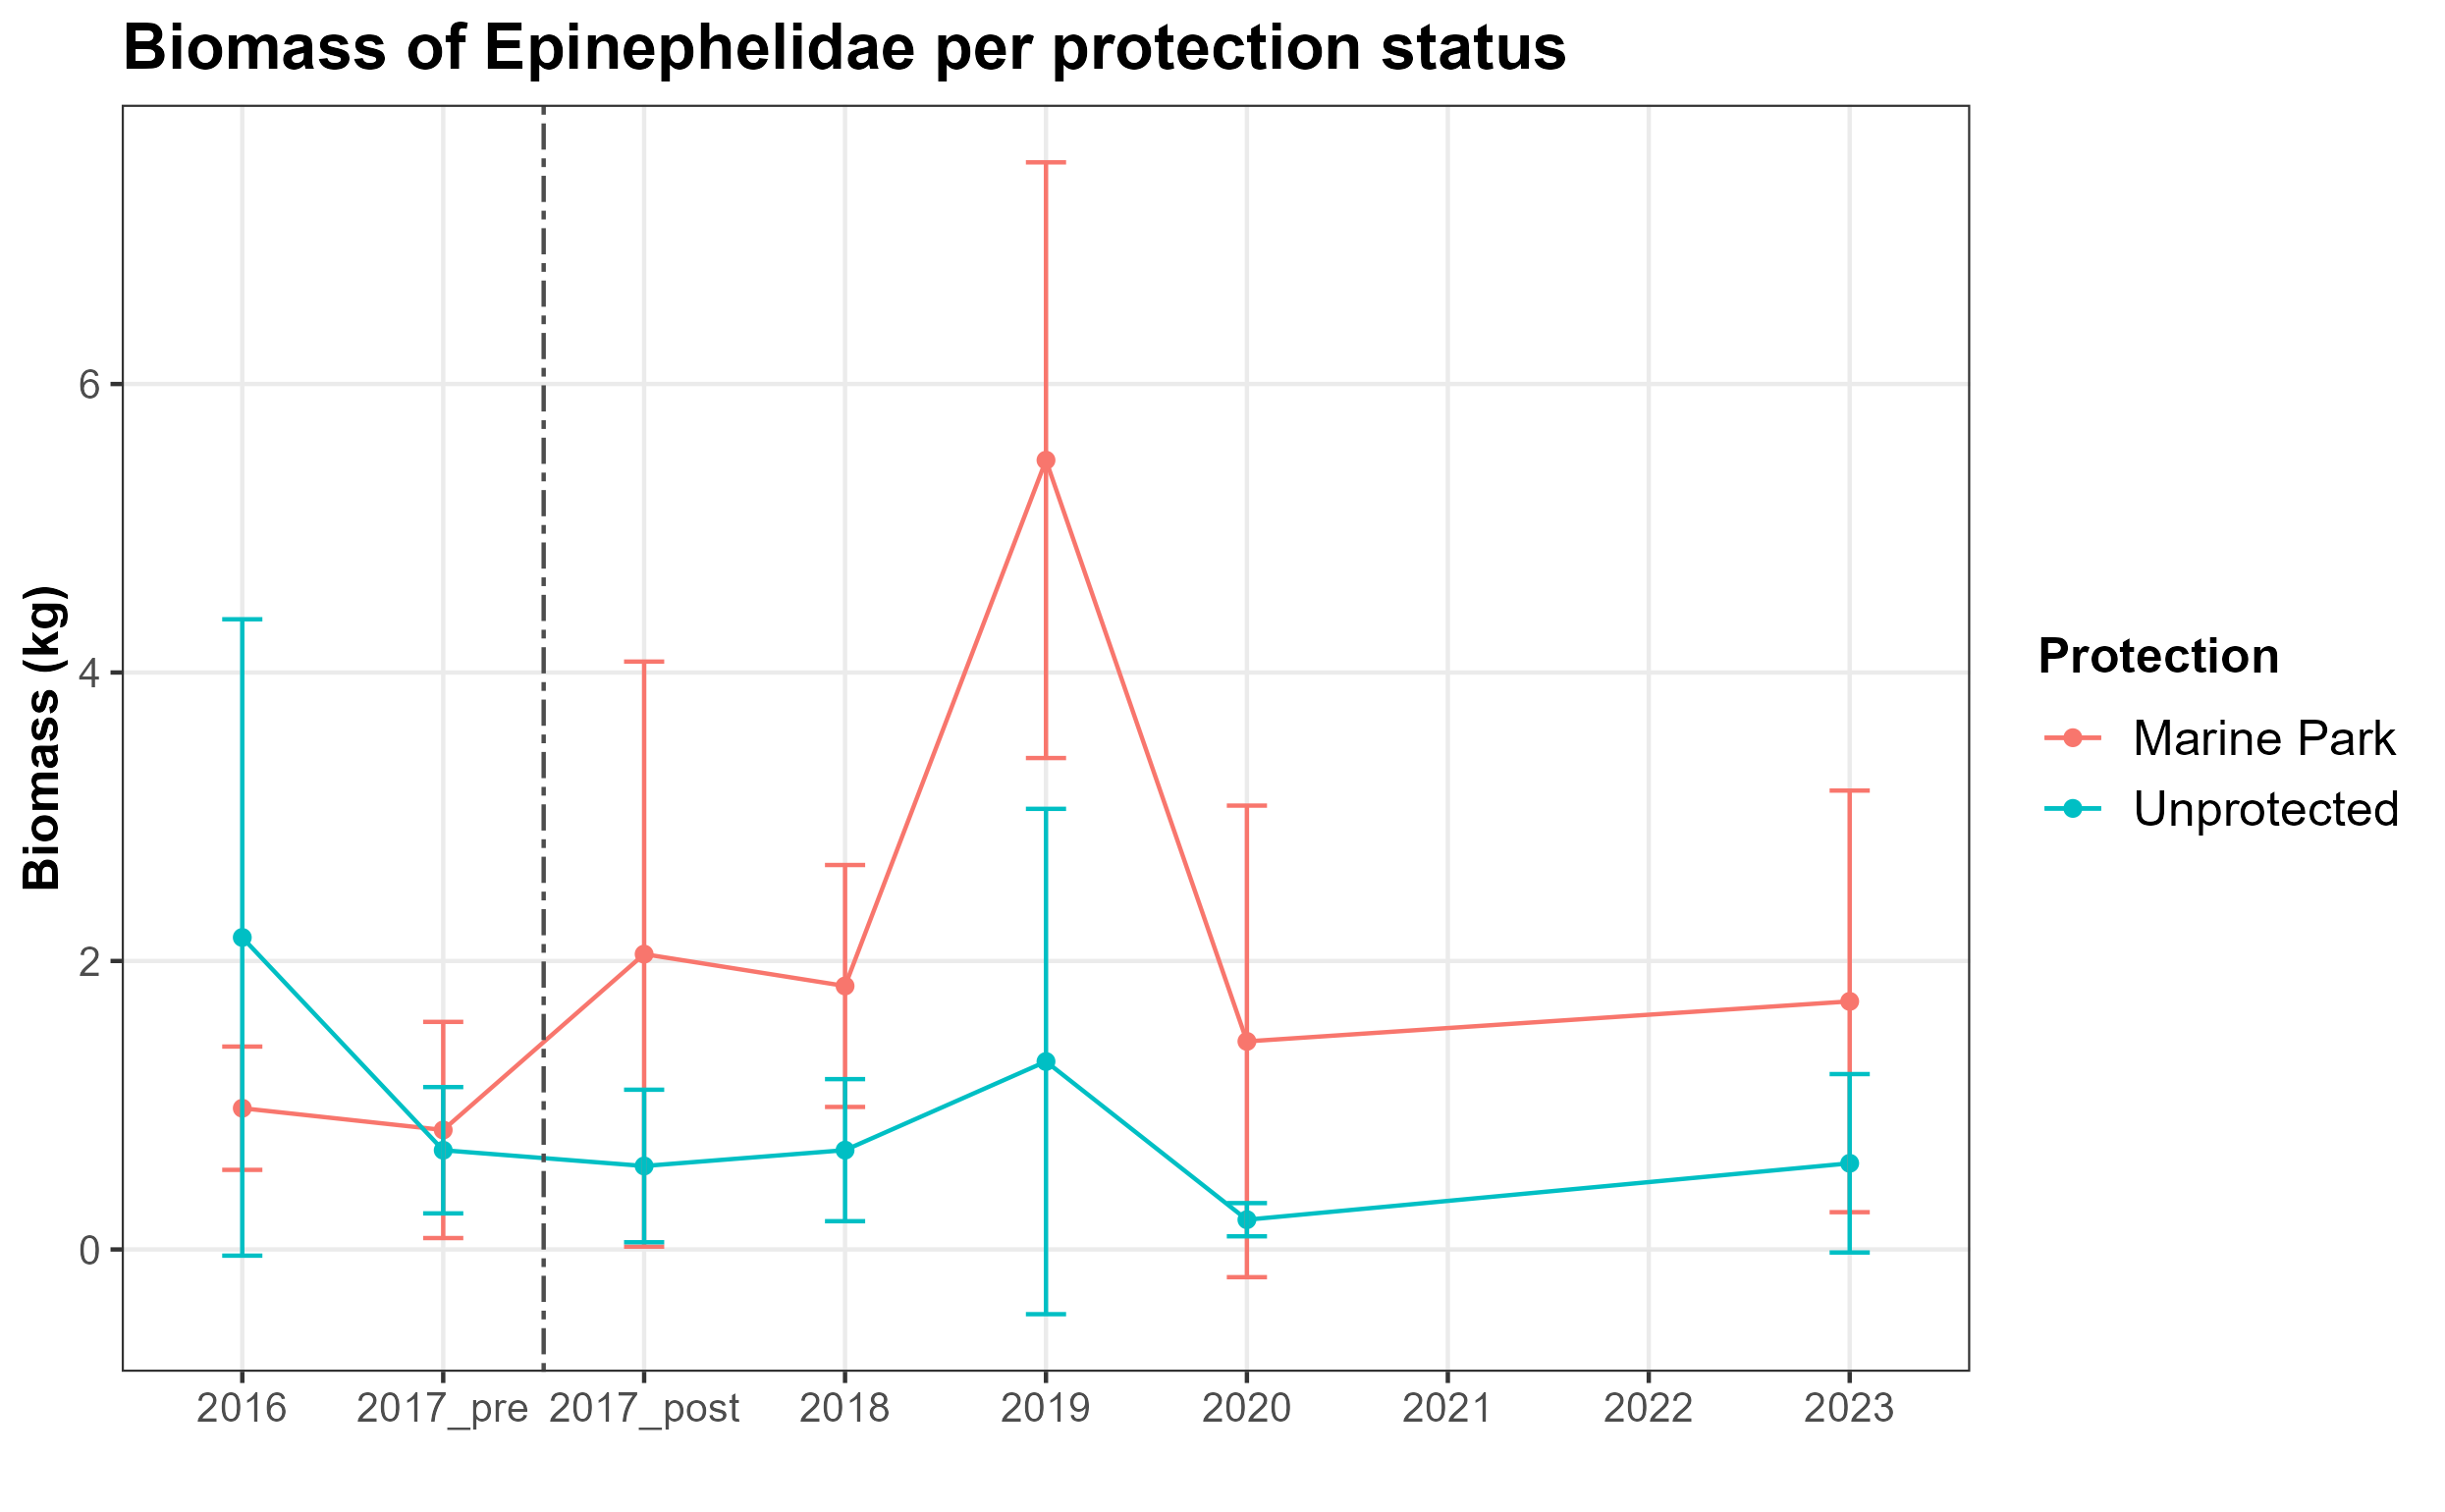 Biomass of Epinephelidae per protection status
Biomass (kg)
6
4
2
0
2016 2017_pre 2017_post 2018 2019 2020 2021 2022 2023
Protection
Marine Park
Unprotected